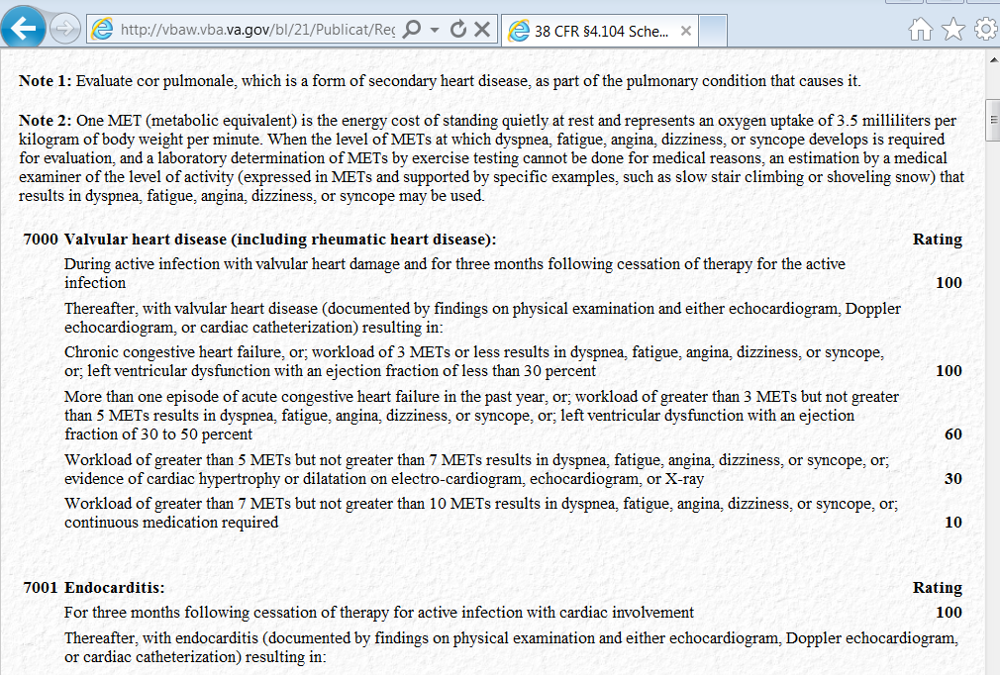 http://vbaw.vba.va.gov/bl/21/Publicat/Reg
38 CFR §4.104 Sche...
Note 1: Evaluate cor pulmonale, which is a form of secondary heart disease, as part of the pulmonary condition that causes it.
Note 2: One MET (metabolic equivalent) is the energy cost of standing quietly at rest and represents an oxygen uptake of 3.5 milliliters per
kilogram of body weight per minute. When the level of METs at which dyspnea, fatigue, angina, dizziness, or syncope develops is required
for evaluation, and a laboratory determination of METs by exercise testing cannot be done for medical reasons, an estimation by a medical
examiner of the level of activity (expressed in METs and supported by specific examples, such as slow stair climbing or shoveling snow) that
results in dyspnea, fatigue, angina, dizziness, or syncope may be used.
7000 Valvular heart disease (including rheumatic heart disease): Rating
During active infection with valvular heart damage and for three months following cessation of therapy for the active
infection 100
Thereafter, with valvular heart disease (documented by findings on physical examination and either echocardiogram, Doppler
echocardiogram, or cardiac catheterization) resulting in:
Chronic congestive heart failure, or; workload of 3 METs or less results in dyspnea, fatigue, angina, dizziness, or syncope,
or; left ventricular dysfunction with an ejection fraction of less than 30 percent 100
More than one episode of acute congestive heart failure in the past year, or; workload of greater than 3 METs but not greater
than 5 METs results in dyspnea, fatigue, angina, dizziness, or syncope, or; left ventricular dysfunction with an ejection
fraction of 30 to 50 percent 60
Workload of greater than 5 METs but not greater than 7 METs results in dyspnea, fatigue, angina, dizziness, or syncope, or;
evidence of cardiac hypertrophy or dilatation on electro-cardiogram, echocardiogram, or X-ray 30
Workload of greater than 7 METs but not greater than 10 METs results in dyspnea, fatigue, angina, dizziness, or syncope, or;
continuous medication required 10
7001 Endocarditis: Rating
For three months following cessation of therapy for active infection with cardiac involvement 100
Thereafter, with endocarditis (documented by findings on physical examination and either echocardiogram, Doppler echocardiogram,
or cardiac catheterization) resulting in: